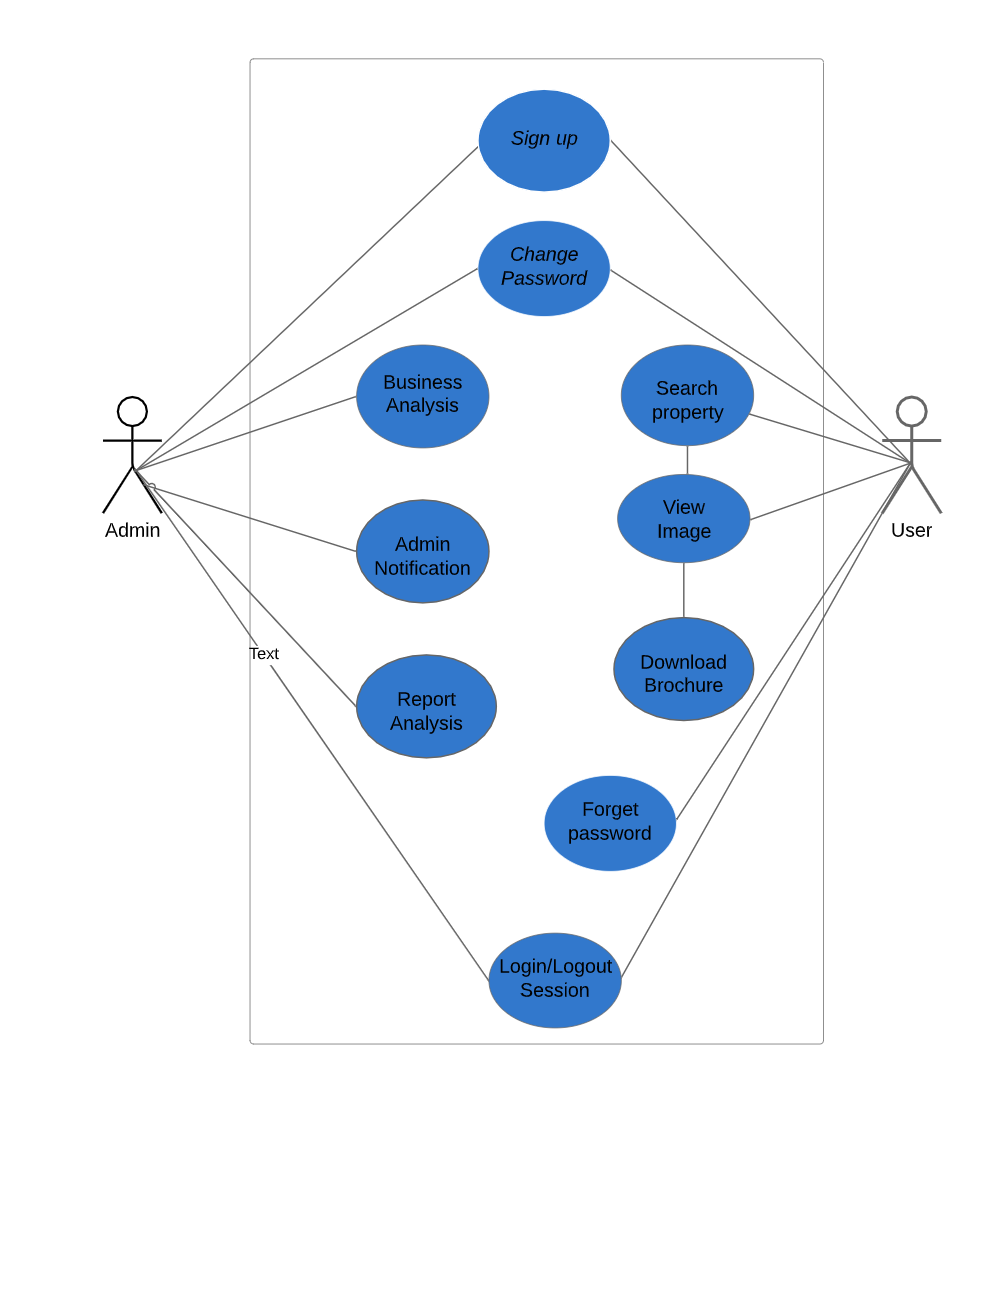 Sign up
Change
Password
Business
Analysis
Search
property
View
Image
Admin
User
Admin
Notification
Text
Download
Brochure
Report
Analysis
Forget
password
Login/Logout
Session